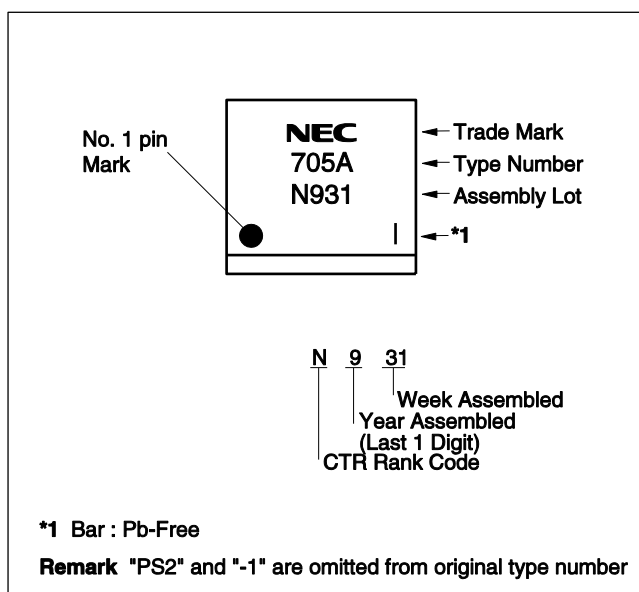 No. 1 pin
Mark
NEC
705A
N931
Trade Mark
Type Number
Assembly Lot
*1
N 9 31
Week Assembled
Year Assembled
(Last 1 Digit)
CTR Rank Code
*1 Bar : Pb-Free
Remark "PS2" and "-1" are omitted from original type number